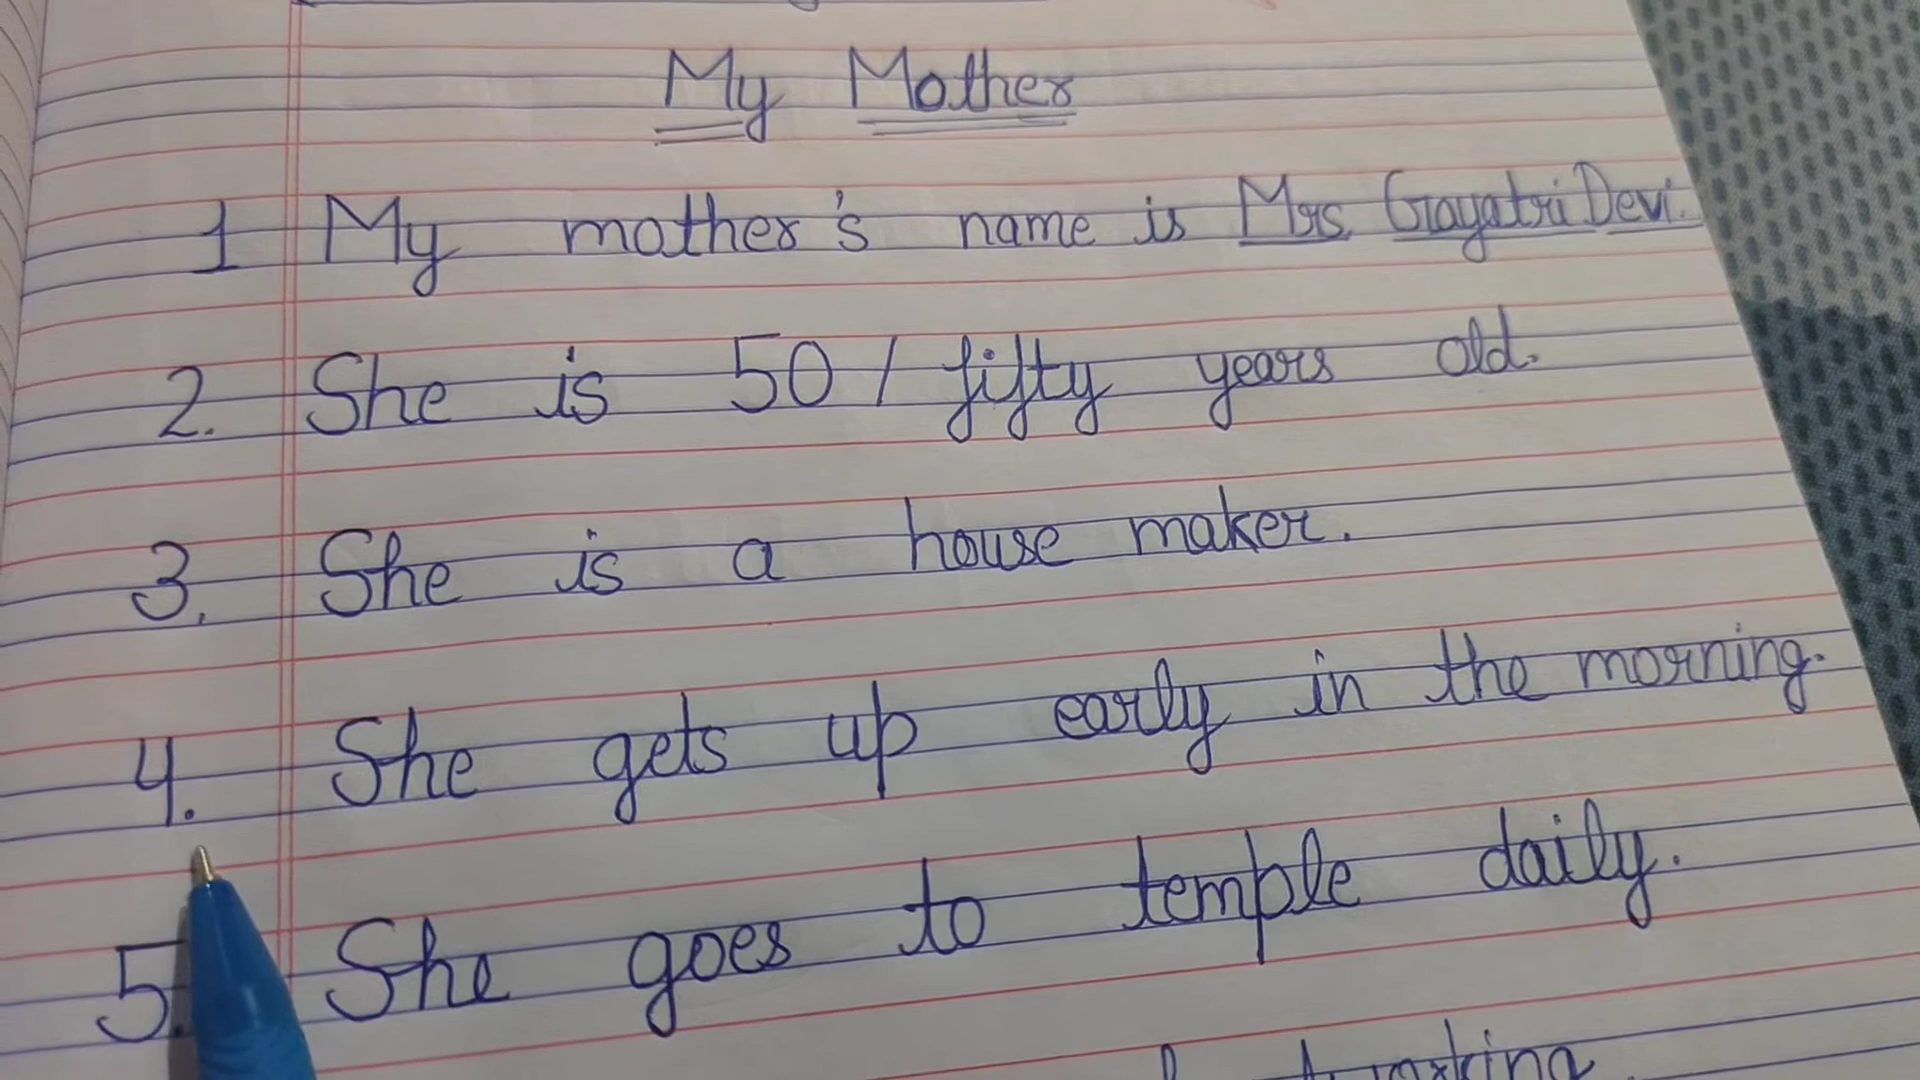 My Mother
1 My mother's name is Mrs Gayatri Devi.
2. She is 50 / fifty years old.
3. She is a house maker.
4. She gets up early in the morning.
5. She goes to temple daily.
working